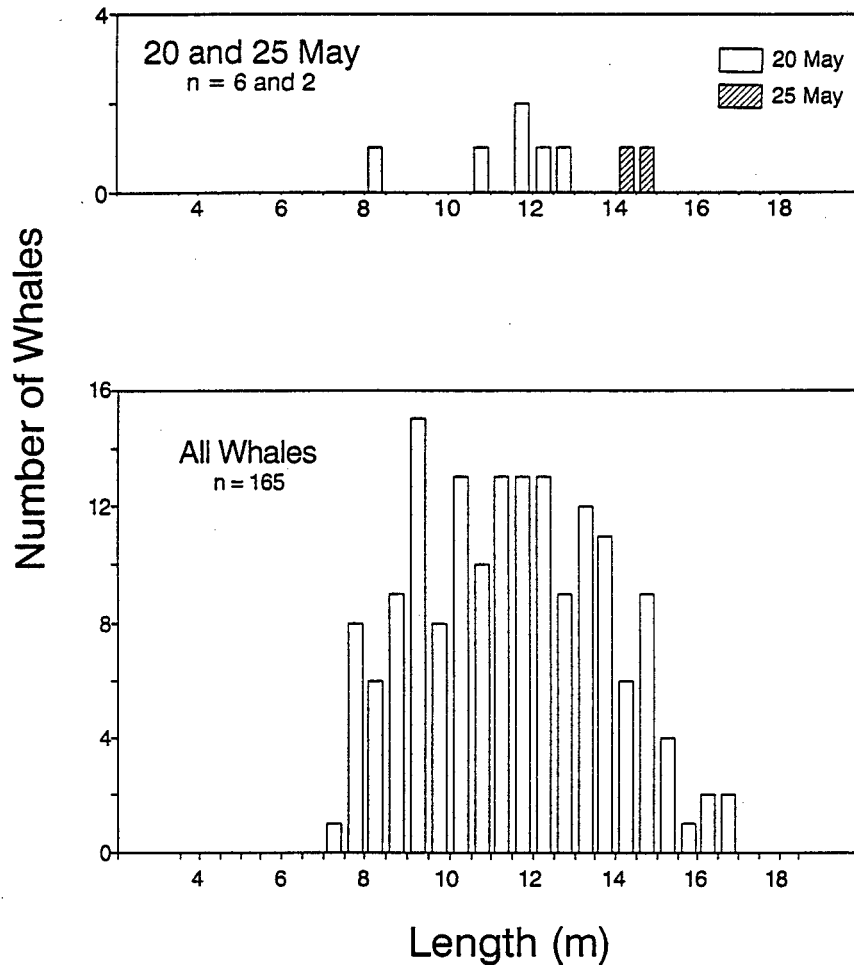 Number of Whales
4
2
0
20 and 25 May
n = 6 and 2
20 May
25 May
4 6 8 10 12 14 16 18
16
12
8
4
0
All Whales
n = 165
4 6 8 10 12 14 16 18
Length (m)